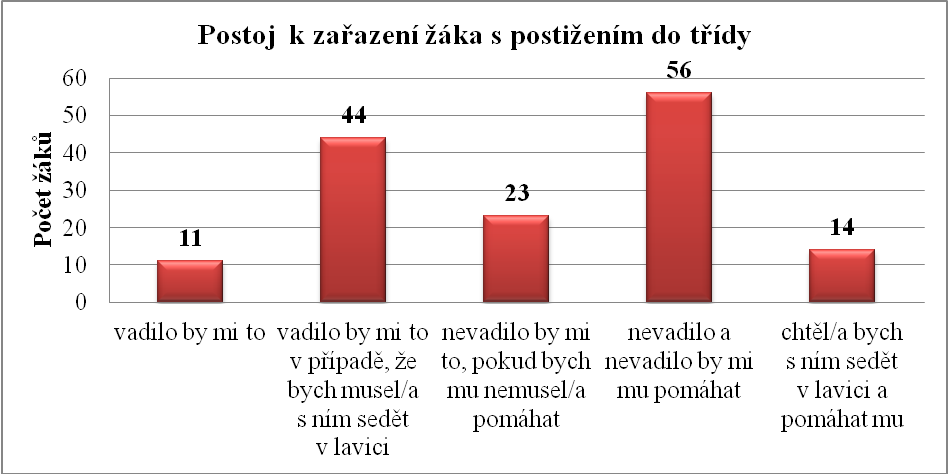 Postoj k zařazení žáka s postižením do třídy
Počet žáků
60
50
40
30
20
10
0
11
44
23
56
14
vadilo by mi to
vadilo by mi to
v případě, že
bych musel/a
s ním sedět
v lavici
nevadilo by mi
to, pokud bych
mu nemusel/a
pomáhat
nevadilo a
nevadilo by mi
mu pomáhat
chtěl/a bych
s ním sedět
v lavici a
pomáhat mu